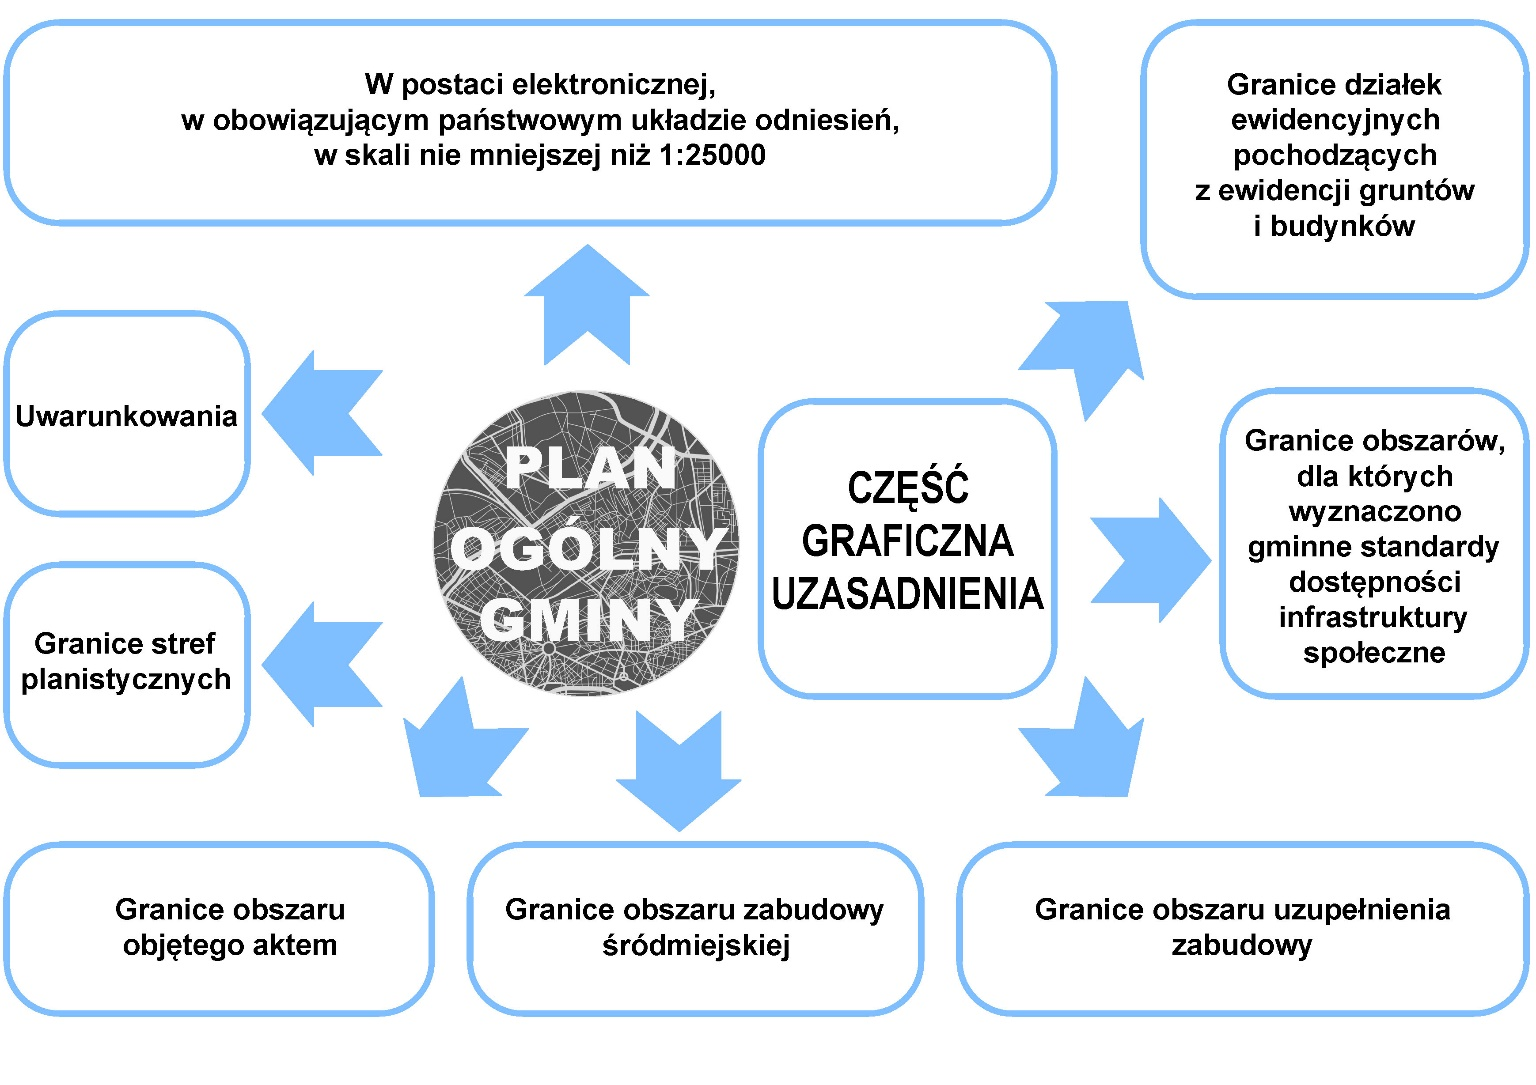 W postaci elektronicznej,
w obowiązującym państwowym układzie odniesień,
w skali nie mniejszej niż 1:25000
Granice działek
ewidencyjnych
pochodzących
z ewidencji gruntów
i budynków
Uwarunkowania
PLAN
OGÓLNY
GMINY
CZĘŚĆ
GRAFICZNA
UZASADNIENIA
Granice obszarów,
dla których
wyznaczono
gminne standardy
dostępności
infrastruktury
społeczne
Granice stref
planistycznych
Granice obszaru
objętego aktem
Granice obszaru zabudowy
śródmiejskiej
Granice obszaru uzupełnienia
zabudowy